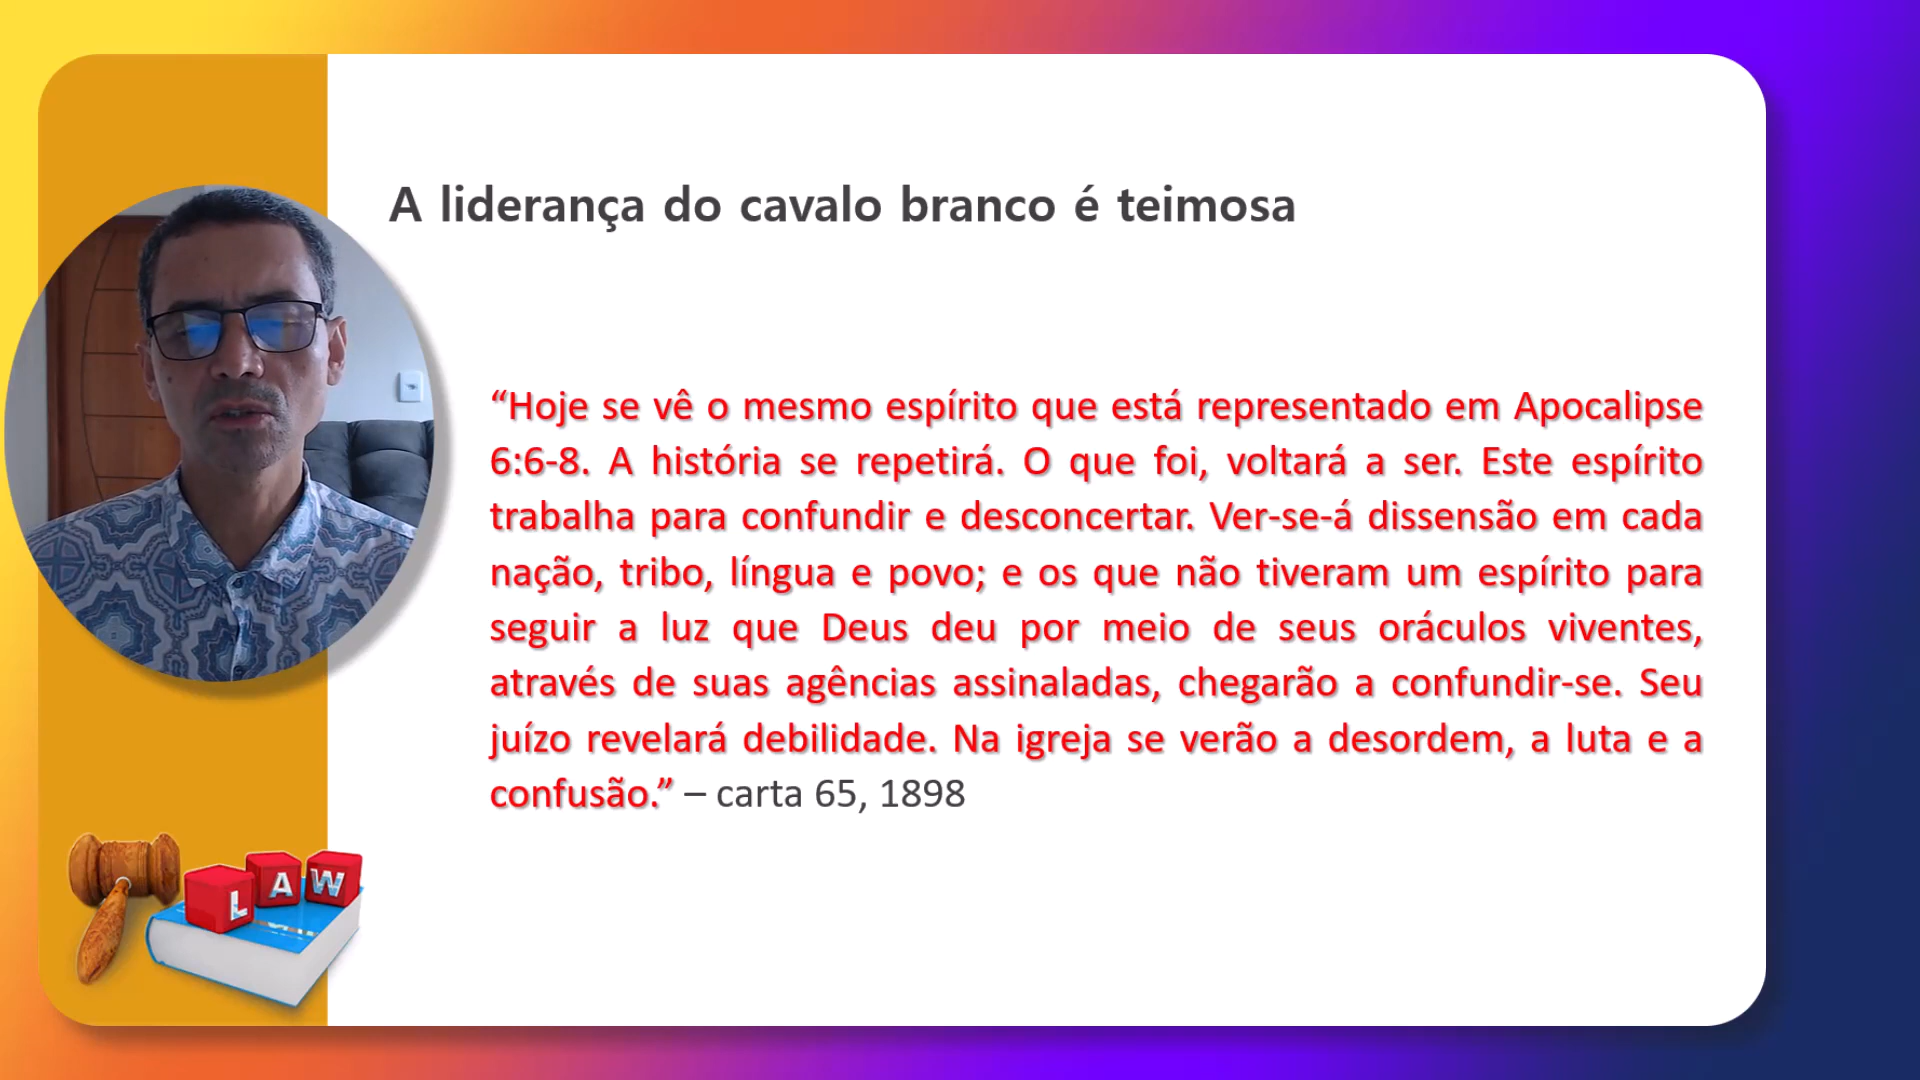 A liderança do cavalo branco é teimosa
“Hoje se vê o mesmo espírito que está representado em Apocalipse
6:6-8. A história se repetirá. O que foi, voltará a ser. Este espírito
trabalha para confundir e desconcertar. Ver-se-á dissensão em cada
nação, tribo, língua e povo; e os que não tiveram um espírito para
seguir a luz que Deus deu por meio de seus oráculos viventes,
através de suas agências assinaladas, chegarão a confundir-se. Seu
juízo revelará debilidade. Na igreja se verão a desordem, a luta e a
confusão.” – carta 65, 1898
L A W